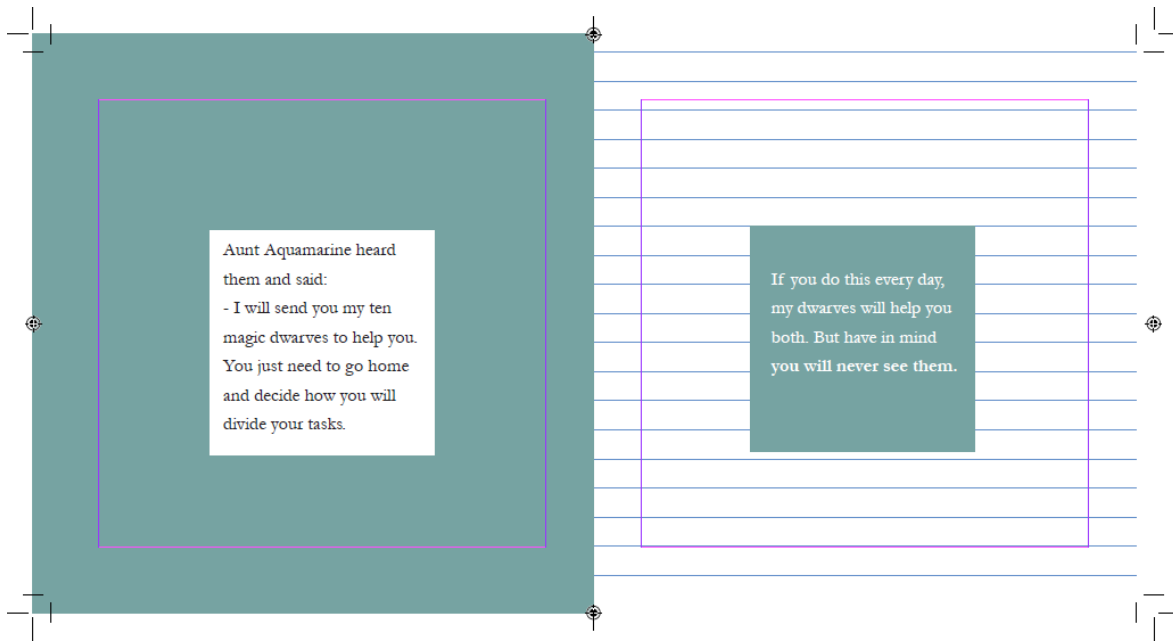 Aunt Aquamarine heard
them and said:
- I will send you my ten
magic dwarves to help you.
You just need to go home
and decide how you will
divide your tasks.
If you do this every day,
my dwarves will help you
both. But have in mind
you will never see them.